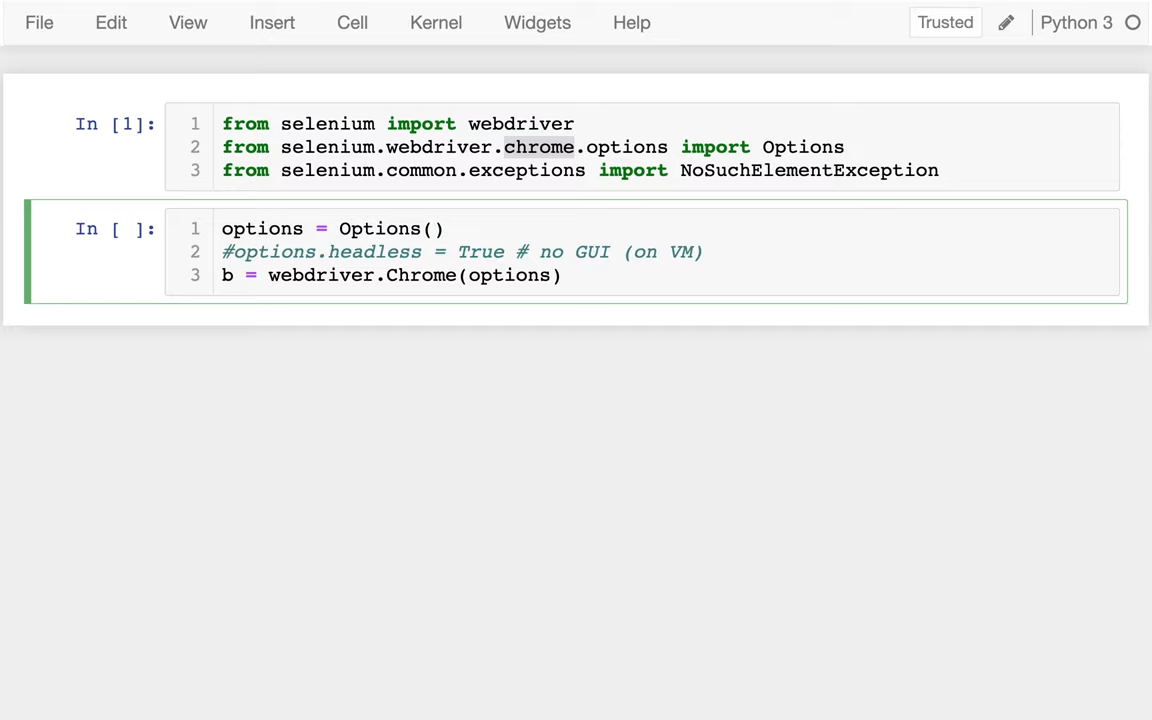 File Edit View Insert Cell Kernel Widgets Help Trusted Python 3
In [1]: 1 from selenium import webdriver
2 from selenium.webdriver.chrome.options import Options
3 from selenium.common.exceptions import NoSuchElementException
In [ ]: 1 options = Options()
2 #options.headless = True # no GUI (on VM)
3 b = webdriver.Chrome(options)